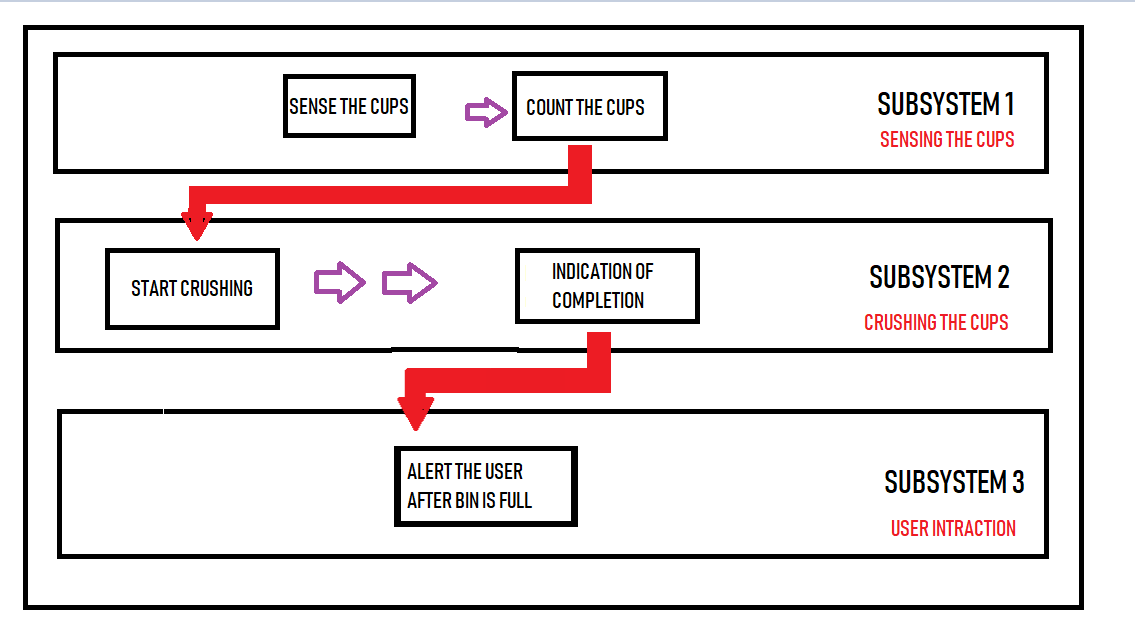 SENSE THE CUPS
COUNT THE CUPS
SUBSYSTEM 1
SENSING THE CUPS
START CRUSHING
INDICATION OF
COMPLETION
SUBSYSTEM 2
CRUSHING THE CUPS
ALERT THE USER
AFTER BIN IS FULL
SUBSYSTEM 3
USER INTRACTION